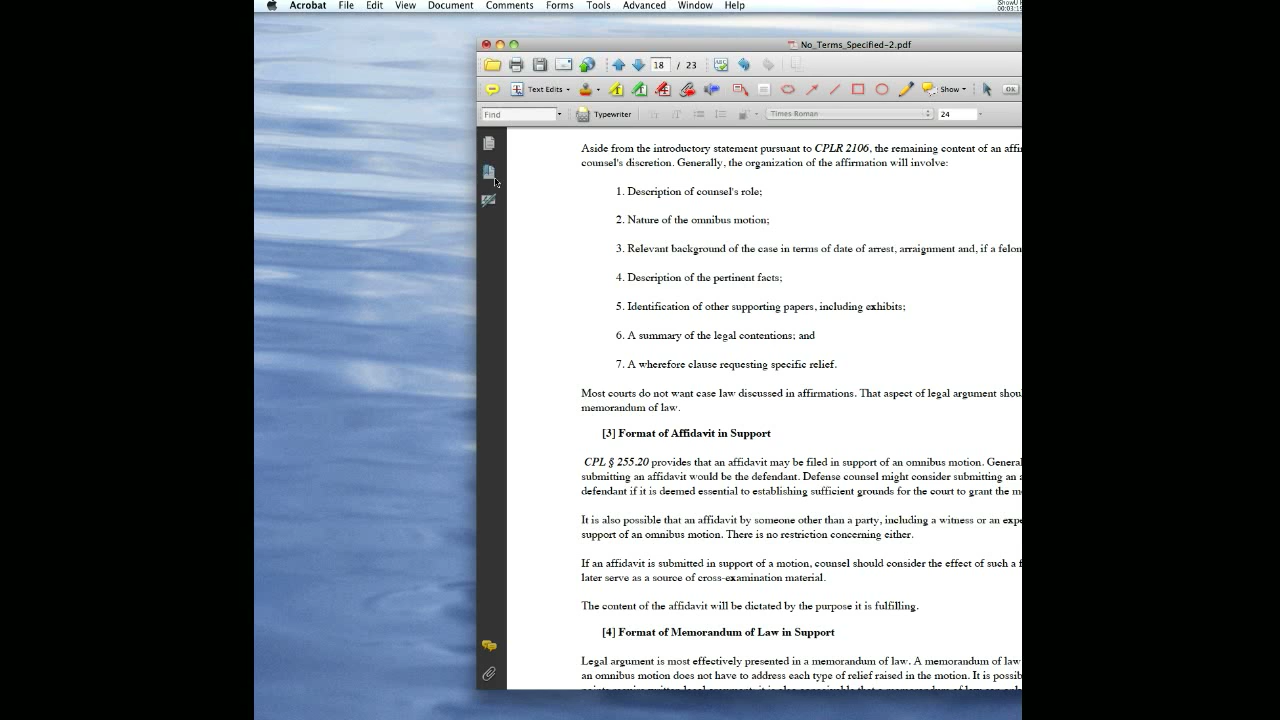 Acrobat File Edit View Document Comments Forms Tools Advanced Window Help
No_Terms_Specified-2.pdf
18 / 23
Text Edits Show OK
Find Typewriter Times Roman 24
Aside from the introductory statement pursuant to CPLR 2106, the remaining content of an
counsel's discretion. Generally, the organization of the affirmation will involve:
1. Description of counsel's role;
2. Nature of the omnibus motion;
3. Relevant background of the case in terms of date of arrest, arraignment and, if a felon
4. Description of the pertinent facts;
5. Identification of other supporting papers, including exhibits;
6. A summary of the legal contentions; and
7. A wherefore clause requesting specific relief.
Most courts do not want case law discussed in affirmations. That aspect of legal argument shou
memorandum of law.
[3] Format of Affidavit in Support
CPL § 255.20 provides that an affidavit may be filed in support of an omnibus motion. General
submitting an affidavit would be the defendant. Defense counsel might consider submitting an
defendant if it is deemed essential to establishing sufficient grounds for the court to grant the
It is also possible that an affidavit by someone other than a party, including a witness or an expe
support of an omnibus motion. There is no restriction concerning either.
If an affidavit is submitted in support of a motion, counsel should consider the effect of such a
later serve as a source of cross-examination material.
The content of the affidavit will be dictated by the purpose it is fulfilling.
[4] Format of Memorandum of Law in Support
Legal argument is most effectively presented in a memorandum of law. A memorandum of law
an omnibus motion does not have to address each type of relief raised in the motion. It is possib